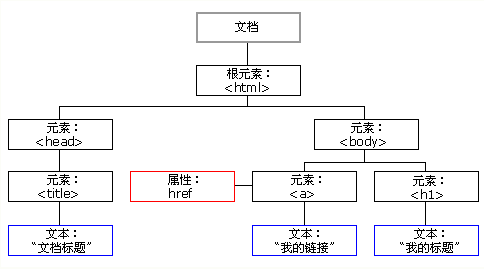 文档
根元素：
<html>
元素：
<head>
元素：
<body>
元素：
<title>
属性：
href
元素：
<a>
元素：
<h1>
文本：
“文档标题”
文本：
“我的链接”
文本：
“我的标题”